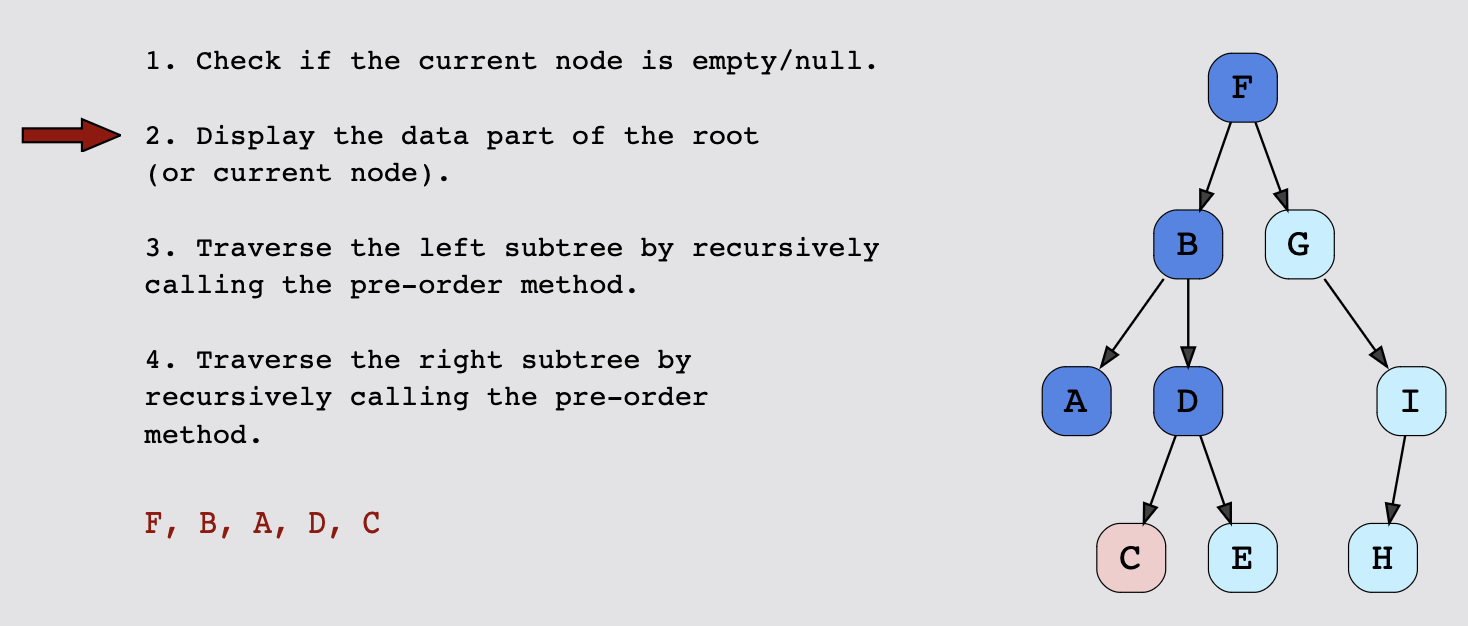 1. Check if the current node is empty/null.
2. Display the data part of the root
(or current node).
3. Traverse the left subtree by recursively
calling the pre-order method.
4. Traverse the right subtree by
recursively calling the pre-order
method.
F, B, A, D, C
F
B
G
A
D
I
C
E
H